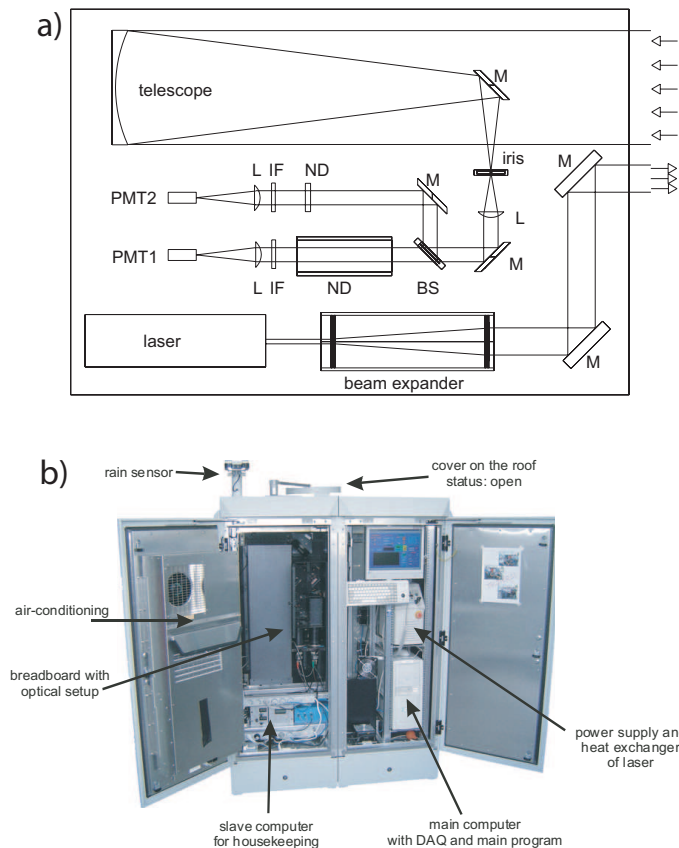 a)
M
telescope
iris
M
L IF ND
M
PMT2
L
PMT1
M
L IF ND BS
laser
M
beam expander
b)
rain sensor
cover on the roof
status: open
air-conditioning
breadboard with
optical setup
power supply an
heat exchanger
of laser
slave computer
for housekeeping
main computer
with DAQ and main program